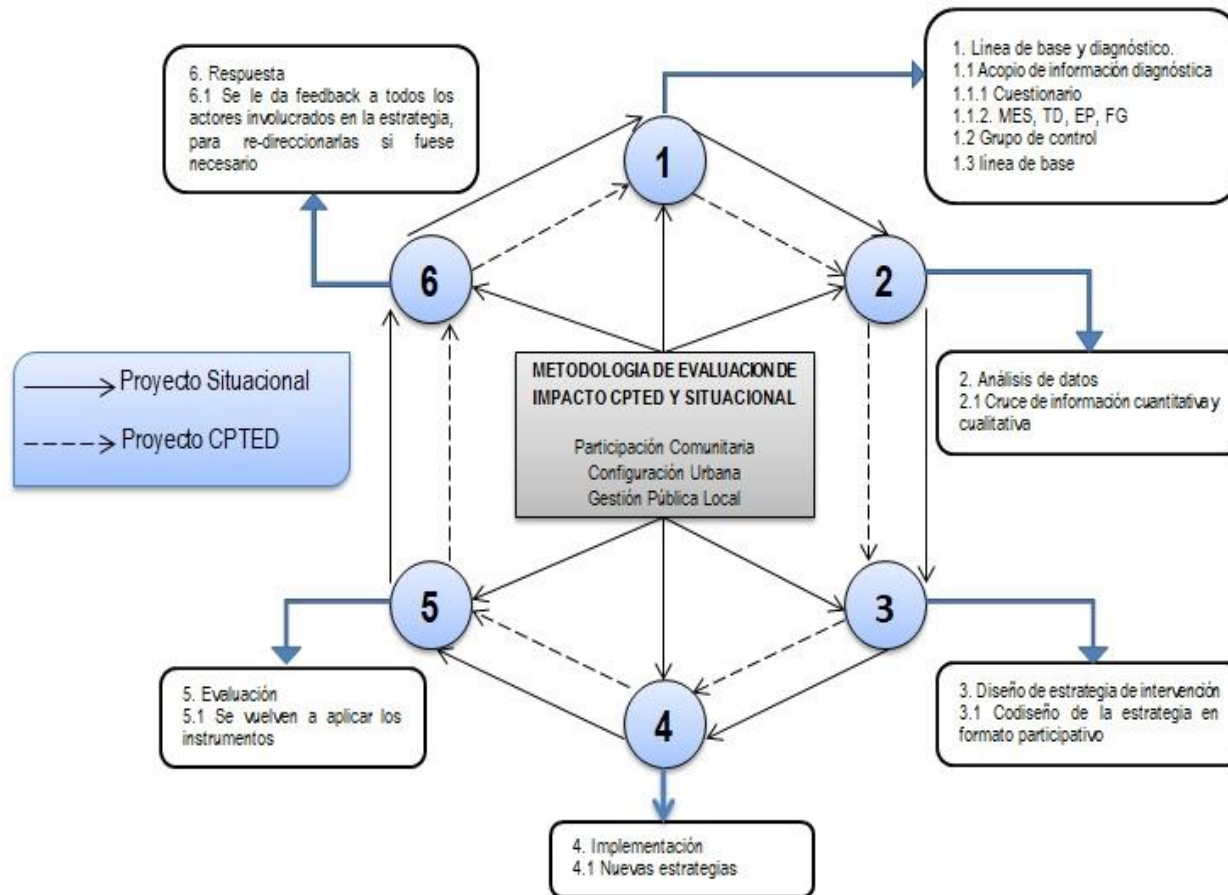 6. Respuesta
6.1 Se le da feedback a todos los
actores involucrados en la estrategia,
para re-direccionarlas si fuese
necesario
1. Linea de base y diagnóstico.
1.1 Acopio de información diagnóstica
1.1.1 Cuestionario
1.1.2. MES, TD, EP, FG
1.2 Grupo de control
1.3 linea de base
1
6
2
Proyecto Situacional
Proyecto CPTED
METODOLOGIA DE EVALUACION DE
IMPACTO CPTED Y SITUACIONAL
Participación Comunitaria
Configuración Urbana
Gestión Pública Local
2. Análisis de datos
2.1 Cruce de información cuantitativa y
cualitativa
5
3
4
5. Evaluación
5.1 Se vuelven a aplicar los
instrumentos
3. Diseño de estrategia de intervención
3.1 Codiseño de la estrategia en
formato participativo
4. Implementación
4.1 Nuevas estrategias